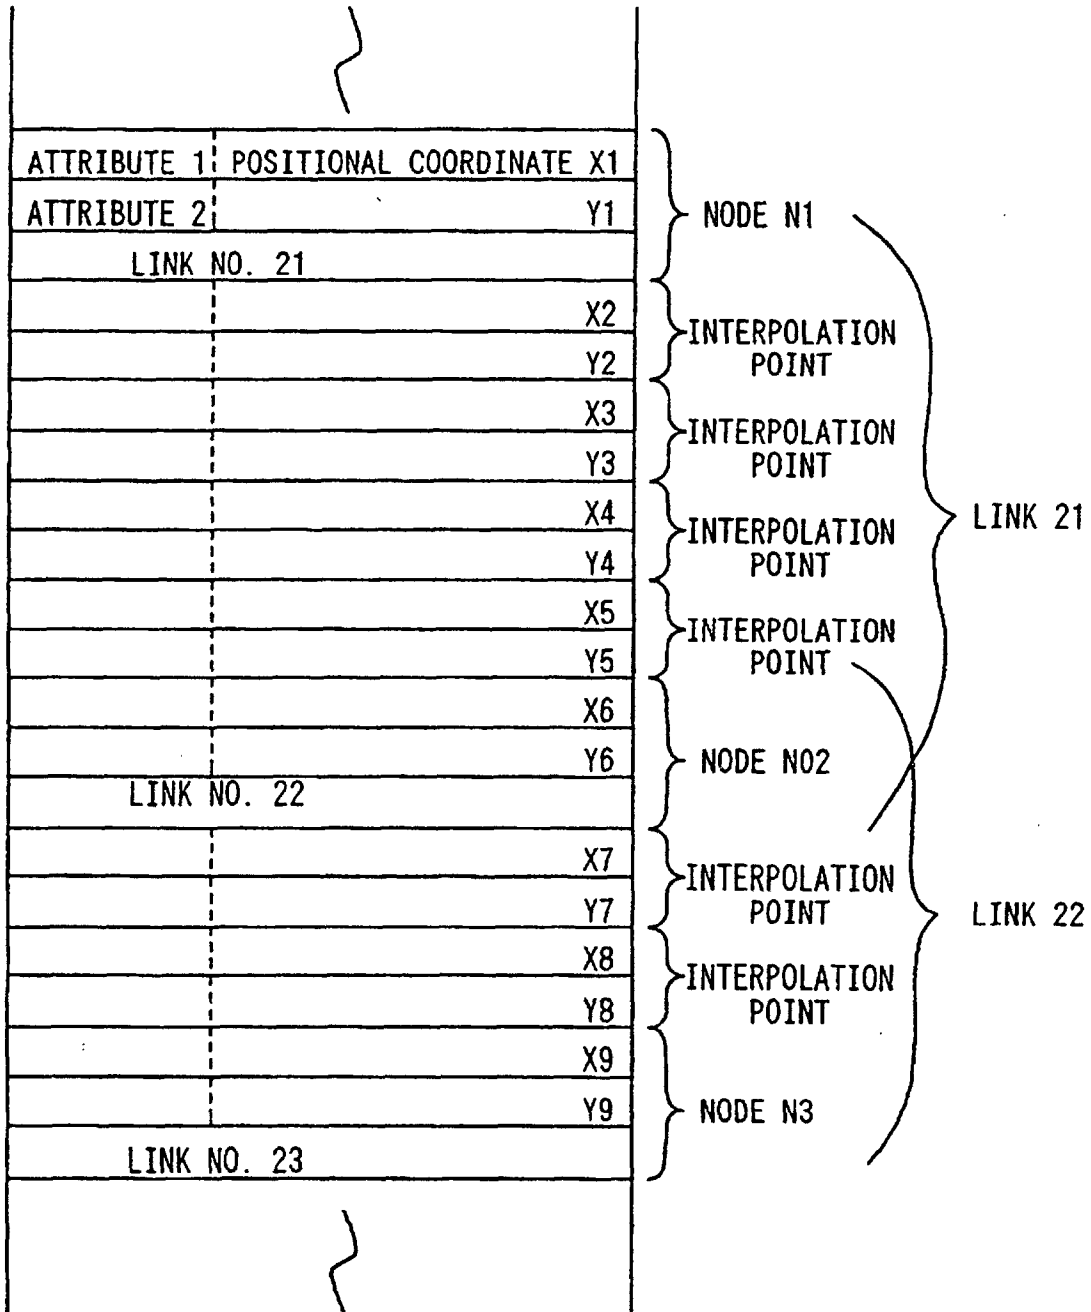 ATTRIBUTE 1 POSITIONAL COORDINATE X1
ATTRIBUTE 2 Y1
NODE N1
LINK NO. 21
X2
INTERPOLATION
POINT
Y2
X3
INTERPOLATION
POINT
Y3
X4
INTERPOLATION
POINT
Y4
LINK 21
X5
INTERPOLATION
POINT
Y5
X6
Y6
NODE N02
LINK NO. 22
X7
INTERPOLATION
POINT
Y7
LINK 22
X8
INTERPOLATION
POINT
Y8
X9
Y9
NODE N3
LINK NO. 23